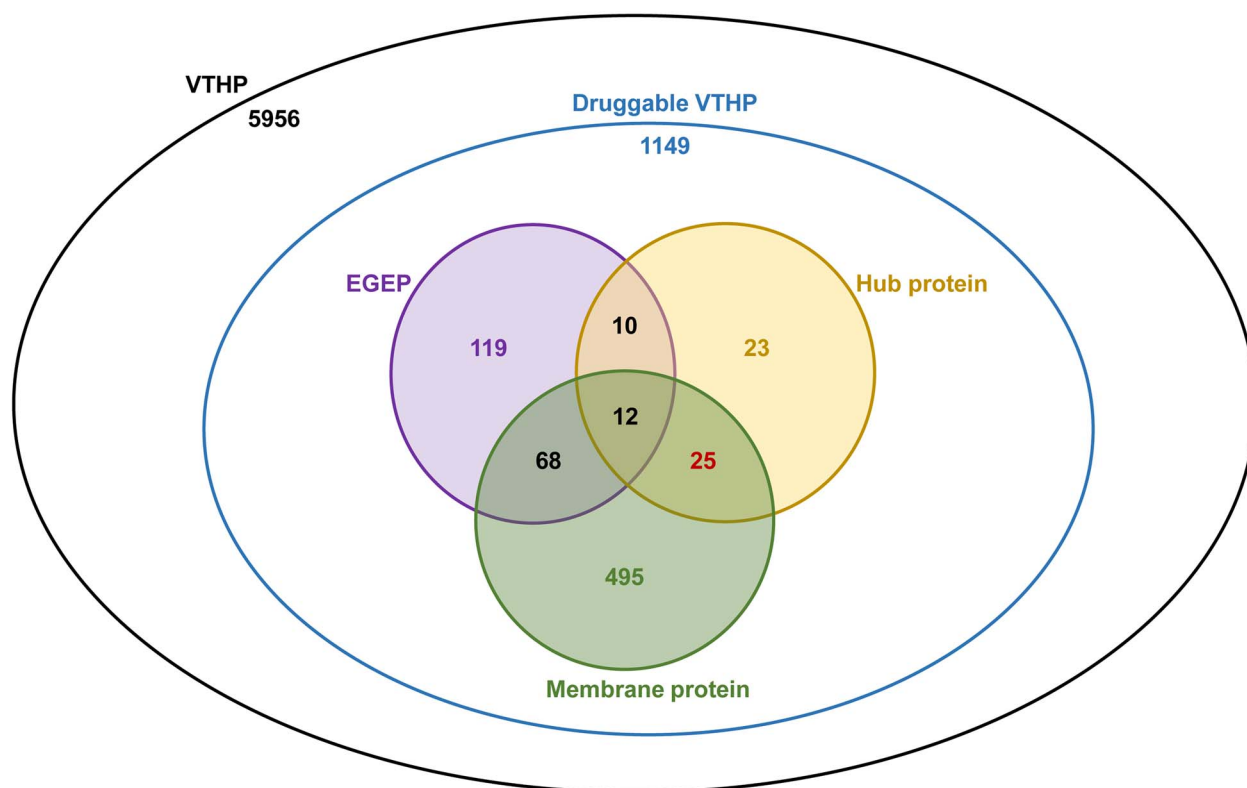 VTHP
5956
Druggable VTHP
1149
EGEP
Hub protein
10
119
23
12
68
25
495
Membrane protein